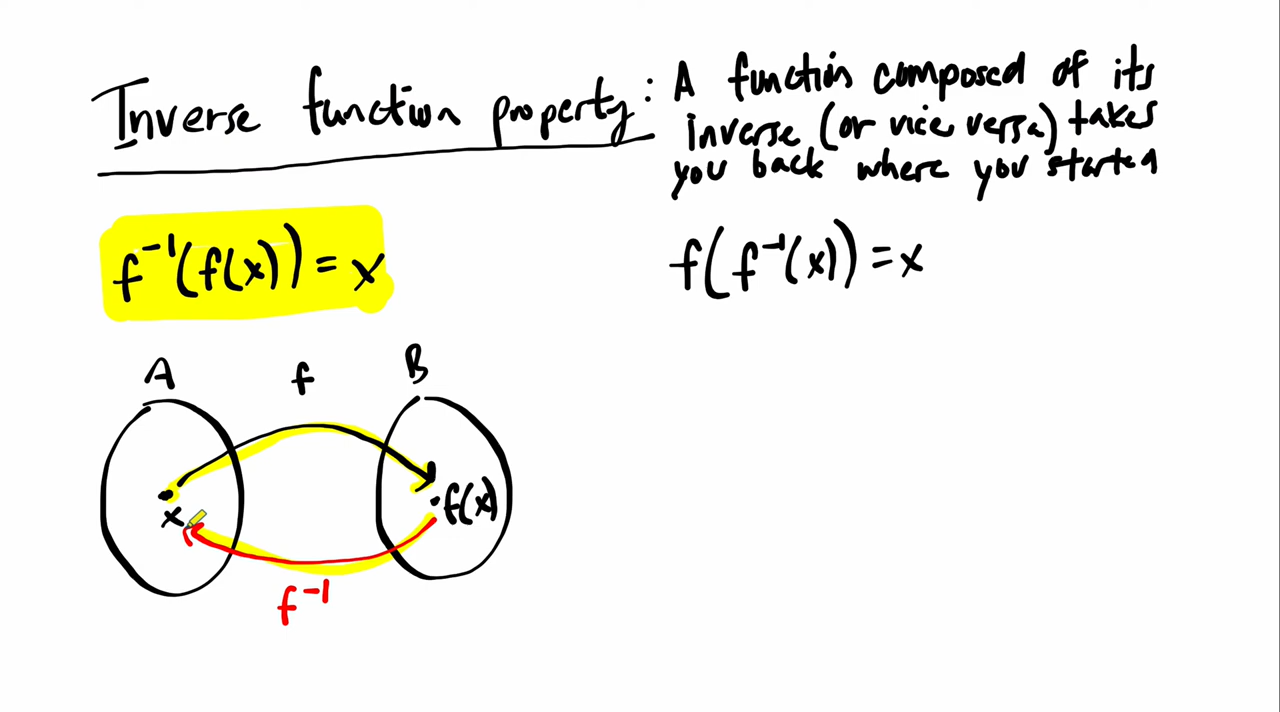 Inverse function property: A function composed of its
inverse (or vice versa) takes
you back where you started
f⁻¹(f(x)) = x
f(f⁻¹(x)) = x
A f B
x f(x)
f⁻¹